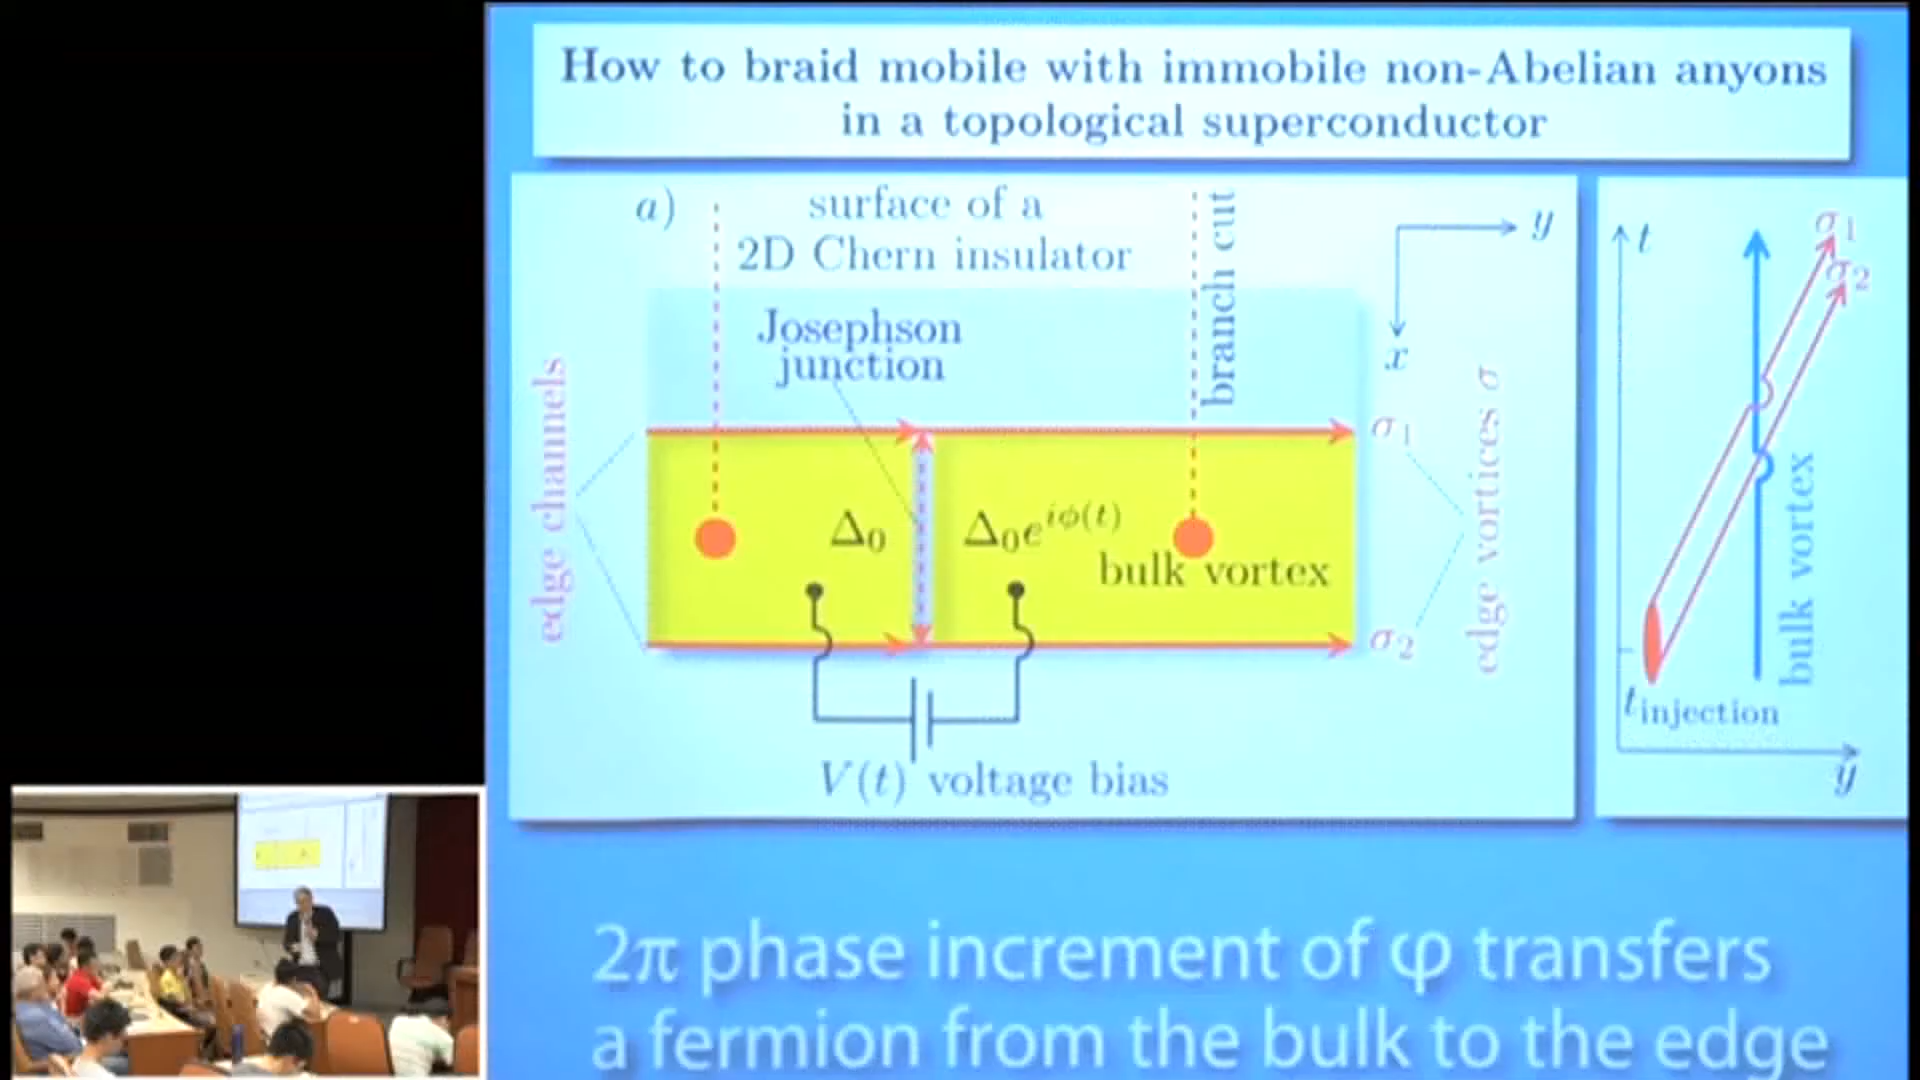 How to braid mobile with immobile non-Abelian anyons
in a topological superconductor
a)
surface of a
2D Chern insulator
branch cut
y
x
Josephson
junction
edge channels
σ₁
Δ₀
Δ₀e^{iϕ(t)}
bulk vortex
edge vortices σ
σ₂
V(t) voltage bias
t
σ₁
σ₂
bulk vortex
t_injection
y
2π phase increment of φ transfers
a fermion from the bulk to the edge